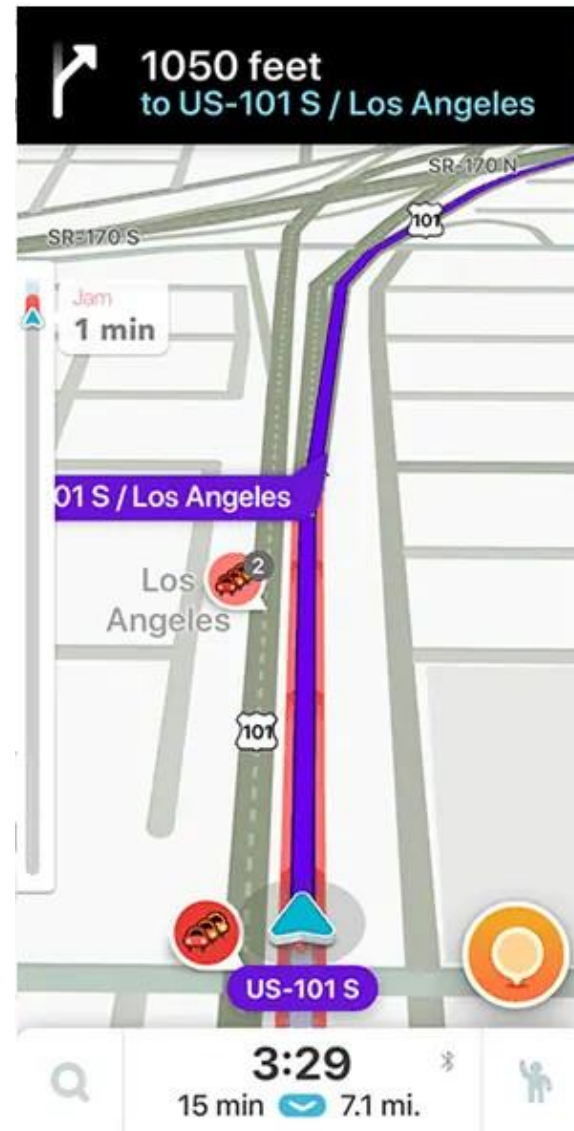 1050 feet
to US-101 S / Los Angeles
SR-170 N
101
SR-170 S
Jam
1 min
01 S / Los Angeles
2
Los
Angeles
101
US-101 S
3:29
15 min 7.1 mi.